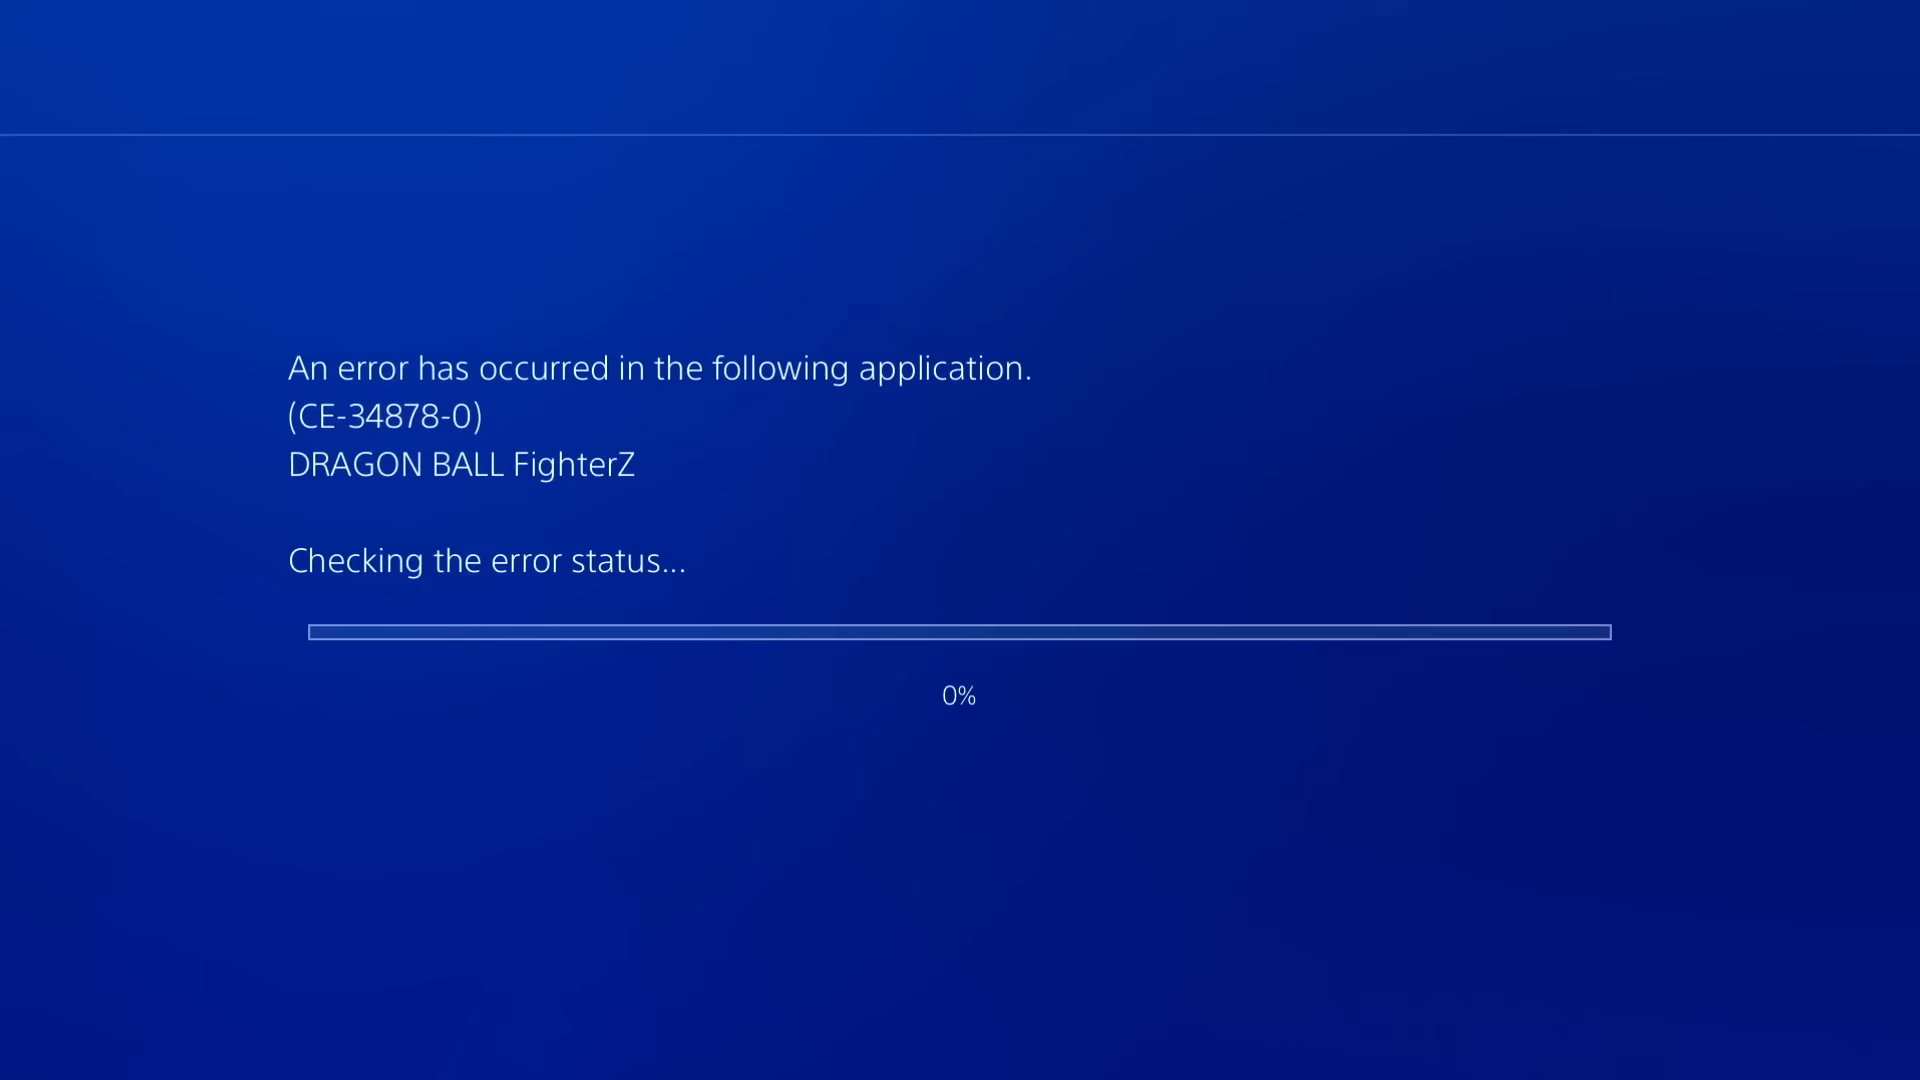 An error has occurred in the following application.
(CE-34878-0)
DRAGON BALL FighterZ
Checking the error status...
0%